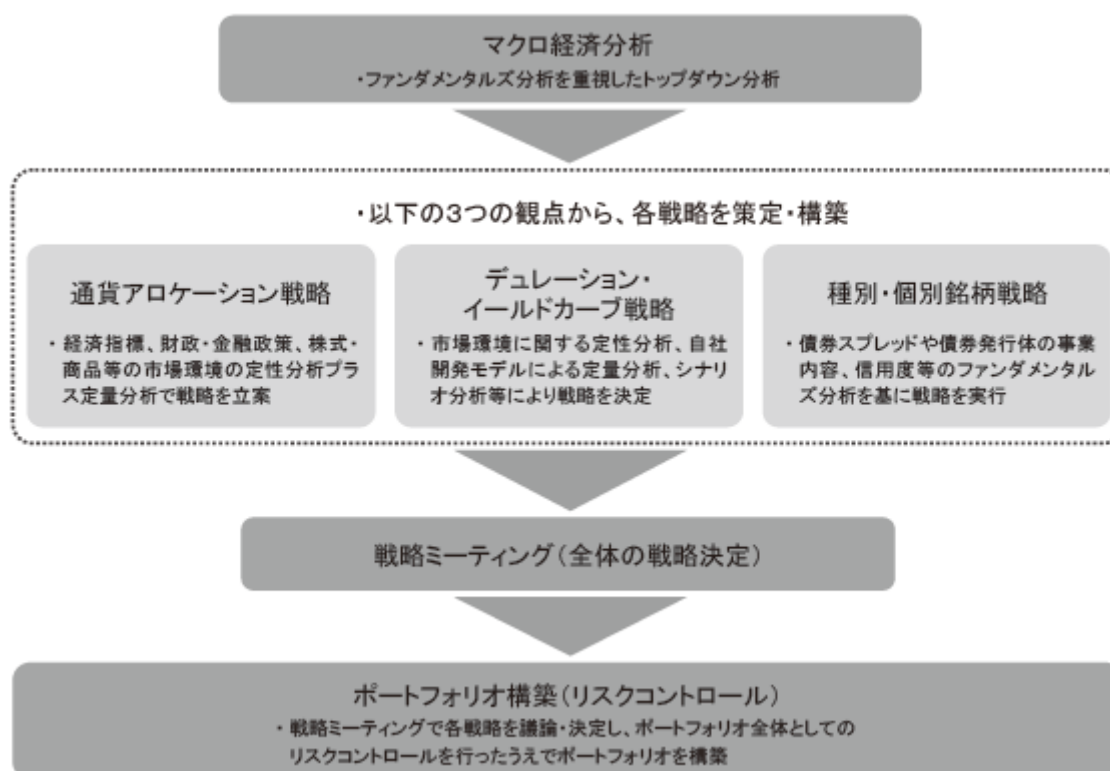 マクロ経済分析
・ファンダメンタルズ分析を重視したトップダウン分析
・以下の3つの観点から、各戦略を策定・構築
通貨アロケーション戦略
・経済指標、財政・金融政策、株式・
商品等の市場環境の定性分析プラ
ス定量分析で戦略を立案
デュレーション・
イールドカーブ戦略
・市場環境に関する定性分析、自社
開発モデルによる定量分析、シナリ
オ分析等により戦略を決定
種別・個別銘柄戦略
・債券スプレッドや債券発行体の事業
内容、信用度等のファンダメンタル
ズ分析を基に戦略を実行
戦略ミーティング(全体の戦略決定)
ポートフォリオ構築(リスクコントロール)
・戦略ミーティングで各戦略を議論・決定し、ポートフォリオ全体としての
リスクコントロールを行ったうえでポートフォリオを構築